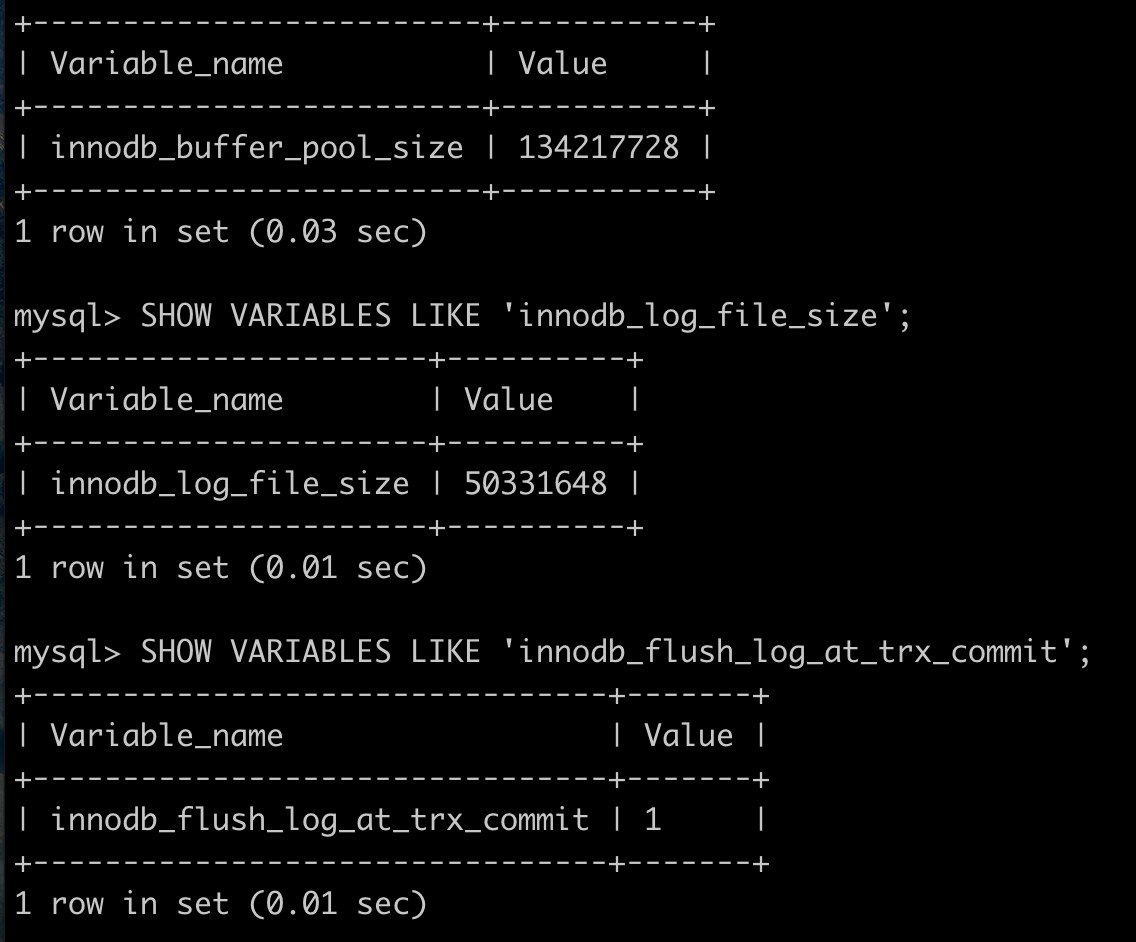 +-------------------------+-----------+
| Variable_name           | Value     |
+-------------------------+-----------+
| innodb_buffer_pool_size | 134217728 |
+-------------------------+-----------+
1 row in set (0.03 sec)

mysql> SHOW VARIABLES LIKE 'innodb_log_file_size';
+----------------------+----------+
| Variable_name        | Value    |
+----------------------+----------+
| innodb_log_file_size | 50331648 |
+----------------------+----------+
1 row in set (0.01 sec)

mysql> SHOW VARIABLES LIKE 'innodb_flush_log_at_trx_commit';
+--------------------------------+-------+
| Variable_name                  | Value |
+--------------------------------+-------+
| innodb_flush_log_at_trx_commit | 1     |
+--------------------------------+-------+
1 row in set (0.01 sec)